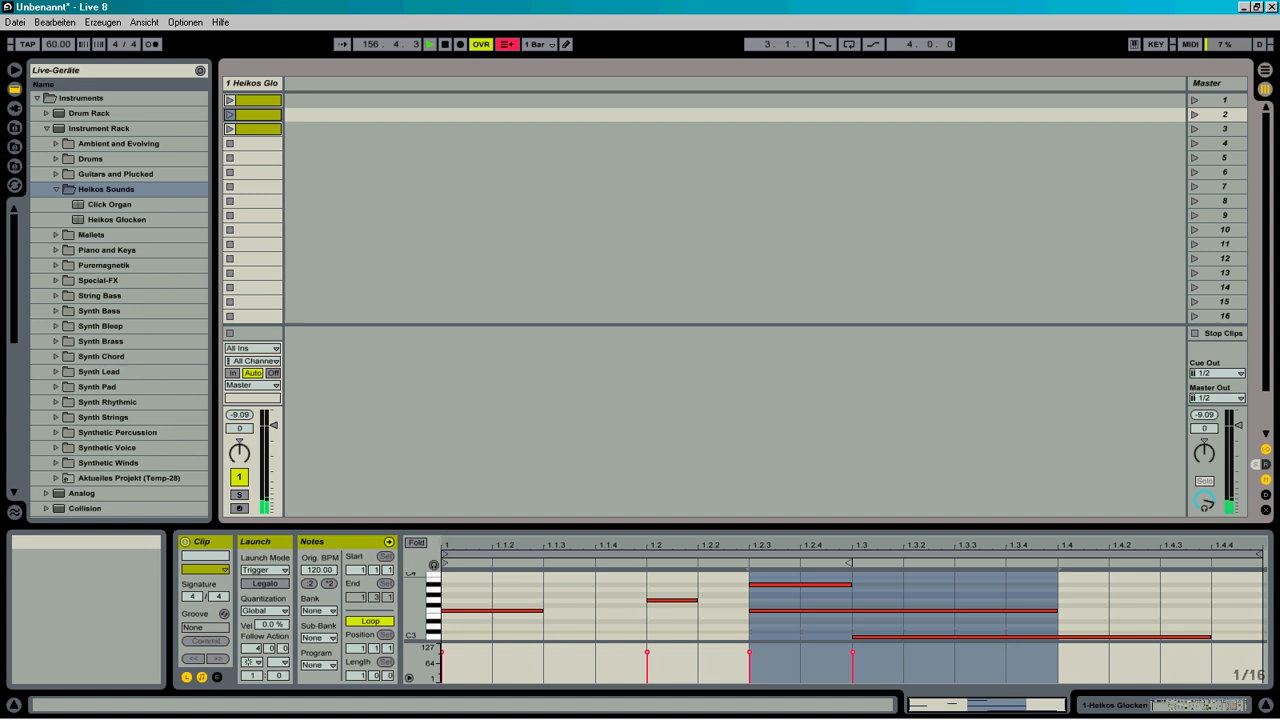 Unbenannt* - Live 8
Datei Bearbeiten Erzeugen Ansicht Optionen Hilfe
TAP 60.00 4 / 4 156. 4. 3 OVR 1 Bar 3. 1. 1 4. 0. 0 KEY MIDI 7 % D
Live-Geräte
Name
Instruments
Drum Rack
Instrument Rack
Ambient and Evolving
Drums
Guitars and Plucked
Heikos Sounds
Click Organ
Heikos Glocken
Mallets
Piano and Keys
Puremagnetik
Special-FX
String Bass
Synth Bass
Synth Bleep
Synth Brass
Synth Chord
Synth Lead
Synth Pad
Synth Rhythmic
Synth Strings
Synthetic Percussion
Synthetic Voice
Synthetic Winds
Aktuelles Projekt (Temp-28)
Analog
Collision
1 Heikos Glo
All Ins
All Channe
In Auto Off
Master
-9.09
0
1
S
Master
1
2
3
4
5
6
7
8
9
10
11
12
13
14
15
16
Stop Clips
Cue Out
1/2
Master Out
1/2
-9.09
0
Solo
S R
D
X
Clip
Signature
4 / 4
Groove
None
Commit
<< >>
L E
Launch
Launch Mode
Trigger
Legato
Quantization
Global
Vel 0.0 %
Follow Action
4 0 0
1 0
Notes
Orig. BPM
120.00
:2 *2
Bank
None
Sub-Bank
None
Program
None
Start Set
1 1 1
End Set
1 3 1
Loop
Position Set
1 1 1
Length Set
1 0 0
Fold
1 1.1.2 1.1.3 1.1.4 1.2 1.2.2 1.2.3 1.2.4 1.3 1.3.2 1.3.3 1.3.4 1.4 1.4.2 1.4.3 1.4.4
C4
C3
127
64
1
1/16
1-Heikos Glocken